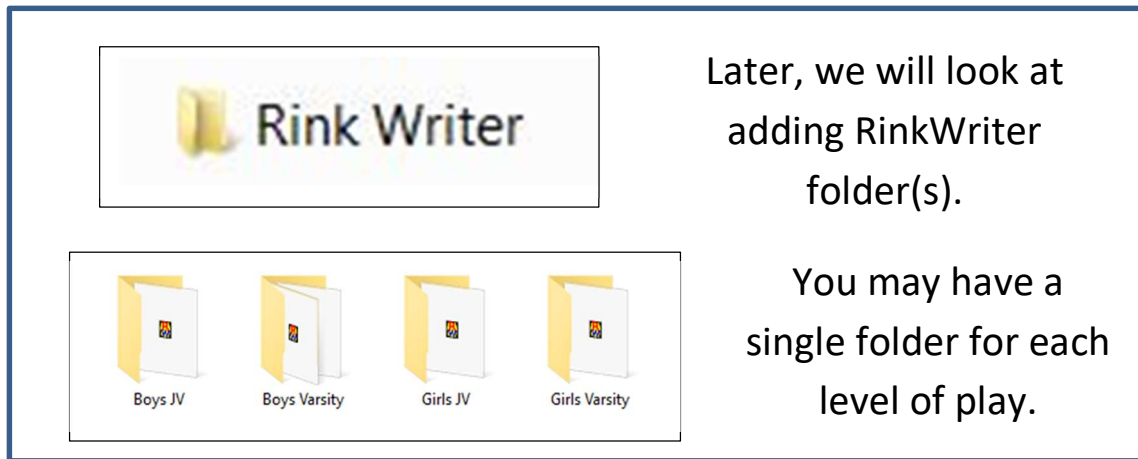 Rink Writer
Later, we will look at
adding RinkWriter
folder(s).
Boys JV Boys Varsity Girls JV Girls Varsity
You may have a
single folder for each
level of play.